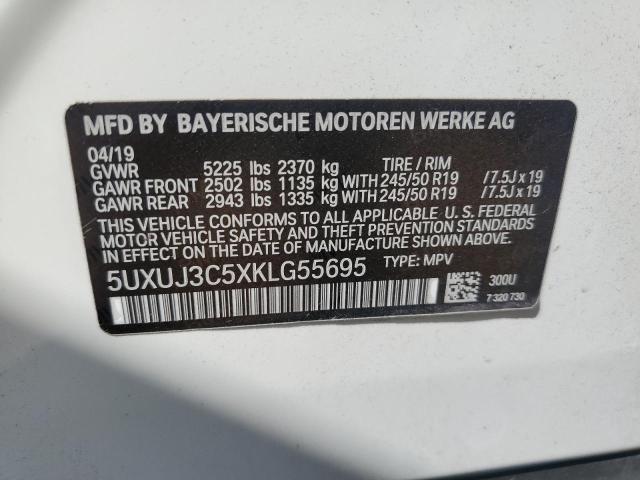 MFD BY BAYERISCHE MOTOREN WERKE AG
04/19
GVWR 5225 lbs 2370 kg TIRE / RIM
GAWR FRONT 2502 lbs 1135 kg WITH 245/50 R19 /7.5J x 19
GAWR REAR 2943 lbs 1335 kg WITH 245/50 R19 /7.5J x 19
THIS VEHICLE CONFORMS TO ALL APPLICABLE U. S. FEDERAL
MOTOR VEHICLE SAFETY AND THEFT PREVENTION STANDARDS
IN EFFECT ON THE DATE OF MANUFACTURE SHOWN ABOVE.
5UXUJ3C5XKLG55695 TYPE: MPV
300U
7 320 730